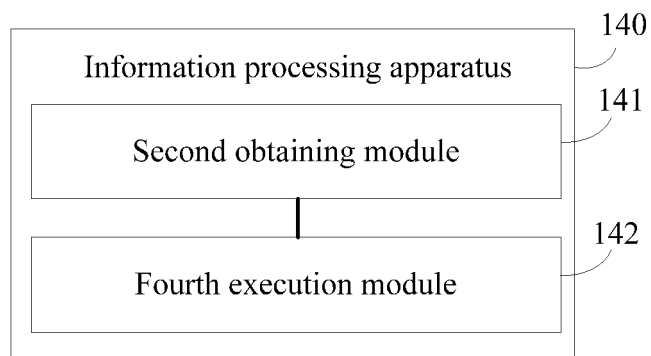 140
Information processing apparatus
141
Second obtaining module
142
Fourth execution module